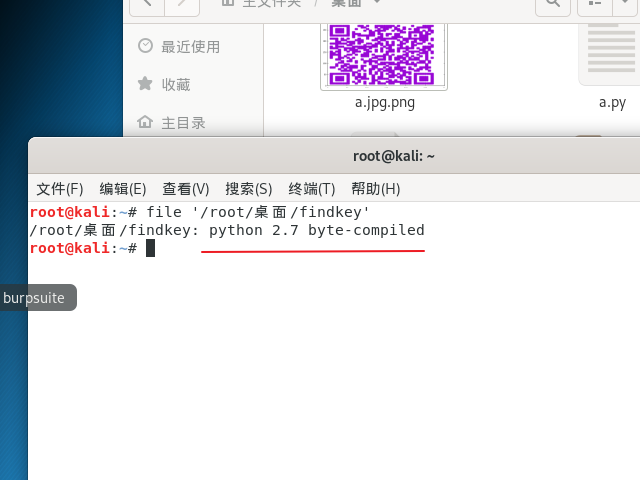 主文件夹 / 桌面
最近使用
收藏
主目录
a.jpg.png
a.py
root@kali: ~
文件(F) 编辑(E) 查看(V) 搜索(S) 终端(T) 帮助(H)
root@kali:~# file '/root/桌面/findkey'
/root/桌面/findkey: python 2.7 byte-compiled
root@kali:~#
burpsuite